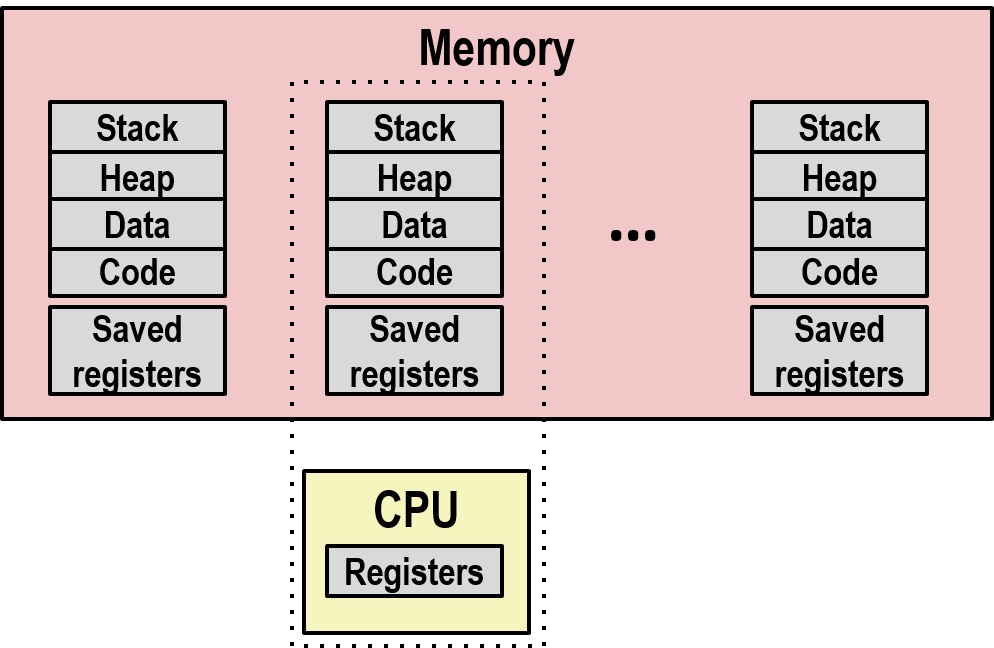 Memory
Stack
Heap
Data
Code
Saved
registers
Stack
Heap
Data
Code
Saved
registers
...
Stack
Heap
Data
Code
Saved
registers
CPU
Registers